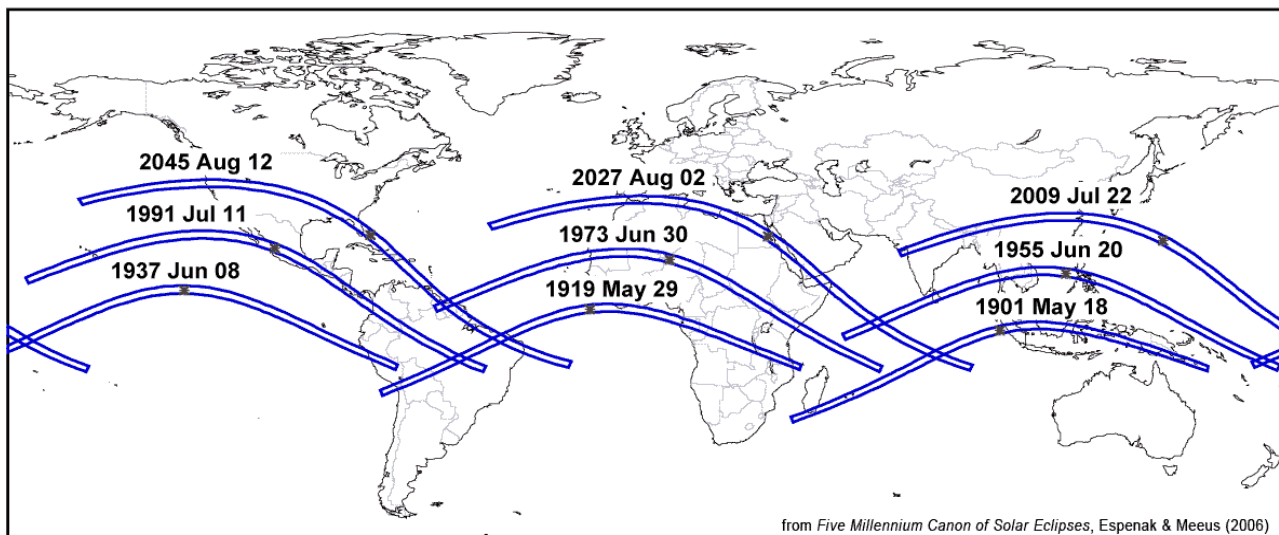 2045 Aug 12
2027 Aug 02
2009 Jul 22
1991 Jul 11
1973 Jun 30
1955 Jun 20
1937 Jun 08
1919 May 29
1901 May 18
from Five Millennium Canon of Solar Eclipses, Espenak & Meeus (2006)